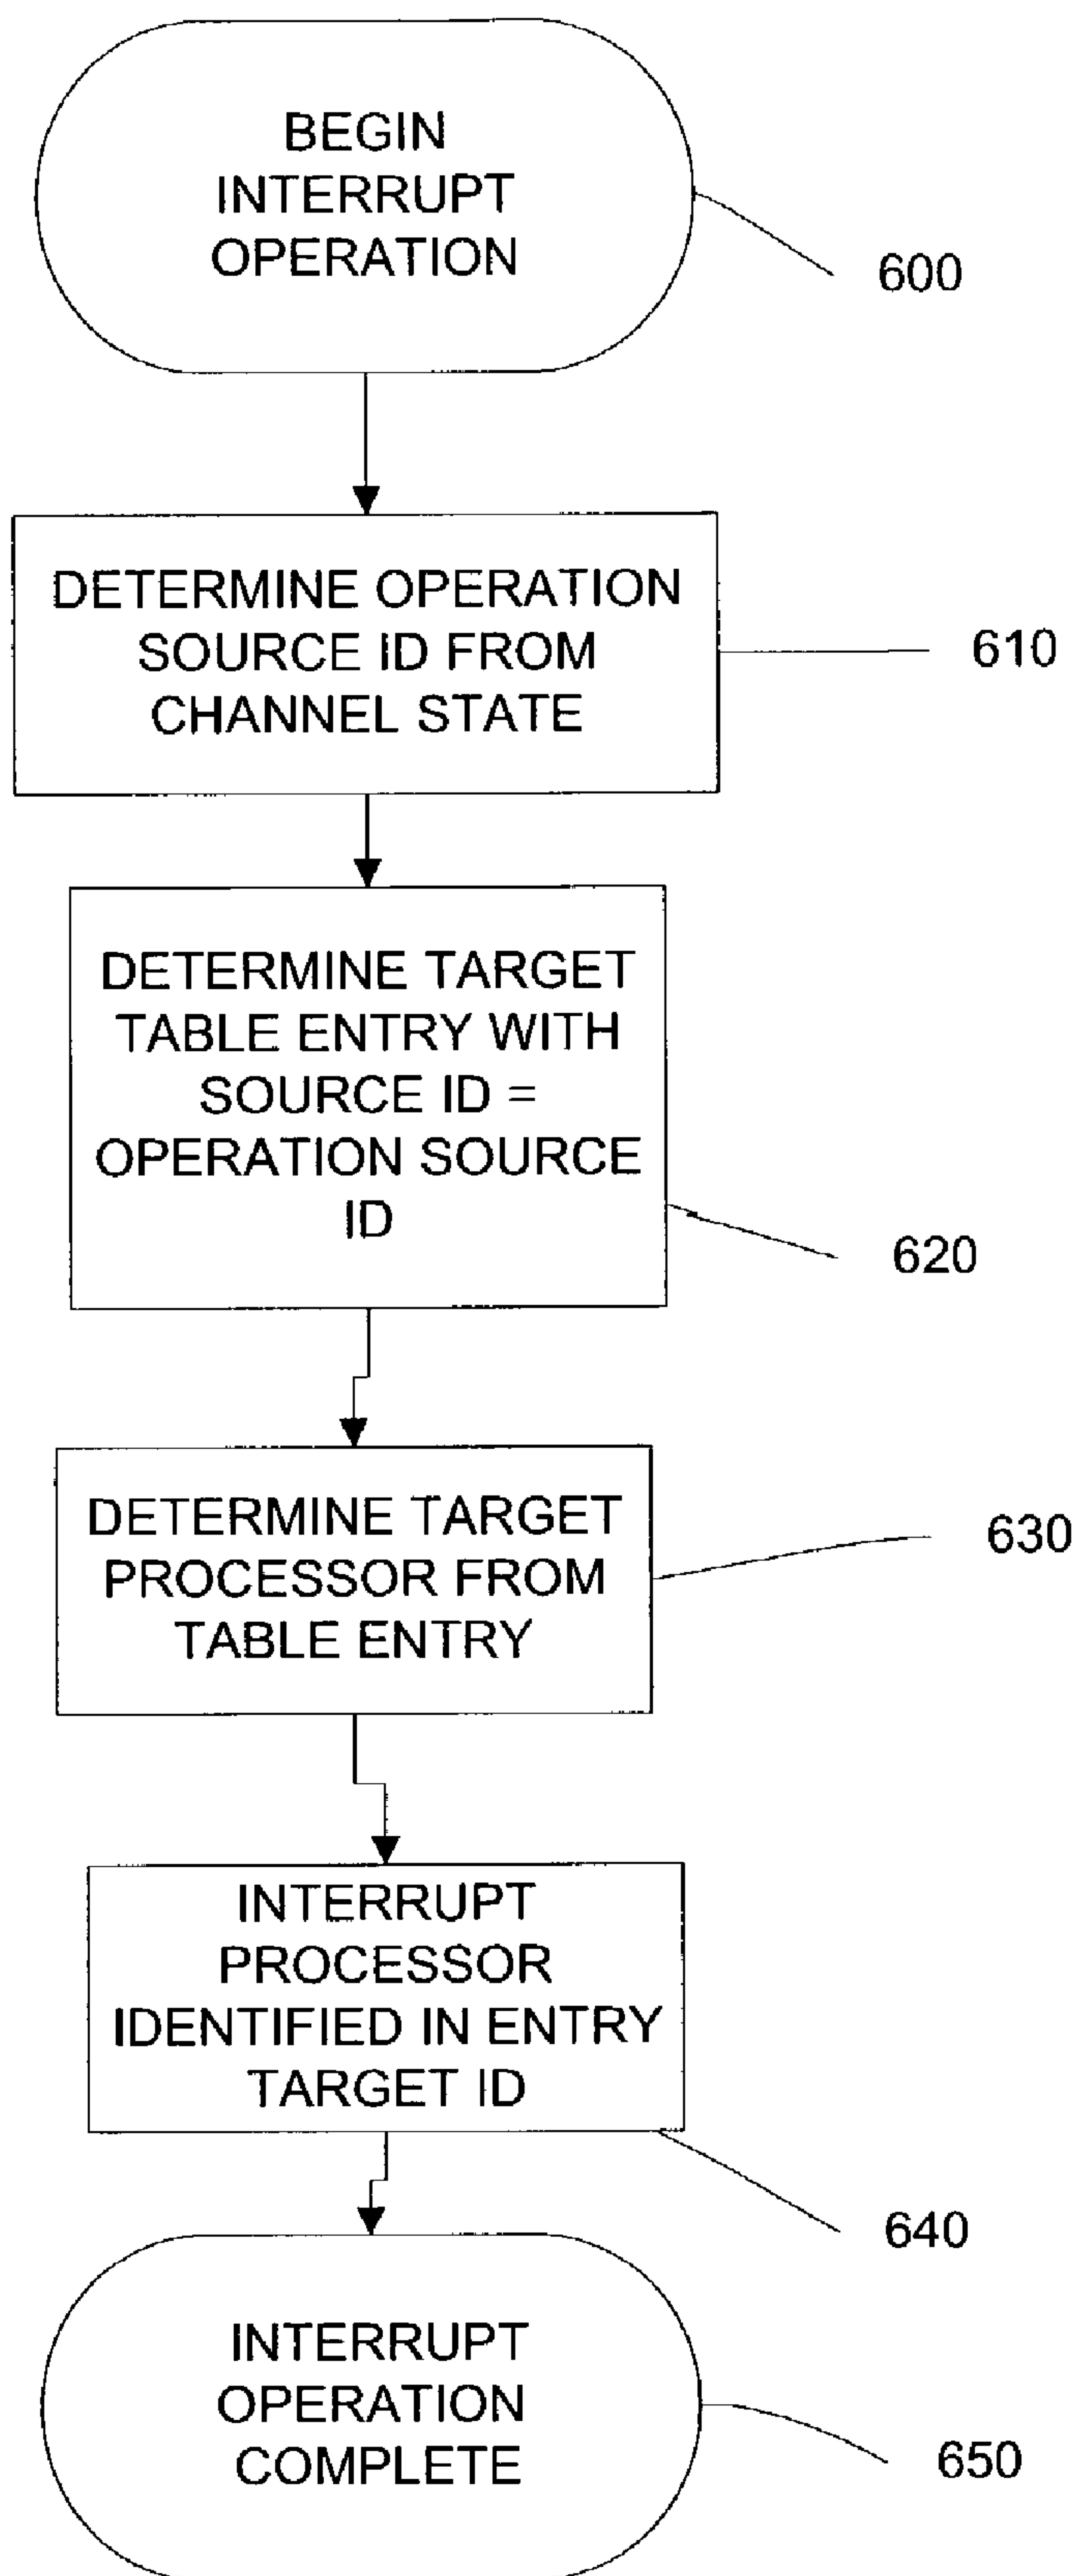 BEGIN
INTERRUPT
OPERATION
600
DETERMINE OPERATION
SOURCE ID FROM
CHANNEL STATE
610
DETERMINE TARGET
TABLE ENTRY WITH
SOURCE ID =
OPERATION SOURCE
ID
620
DETERMINE TARGET
PROCESSOR FROM
TABLE ENTRY
630
INTERRUPT
PROCESSOR
IDENTIFIED IN ENTRY
TARGET ID
640
INTERRUPT
OPERATION
COMPLETE
650